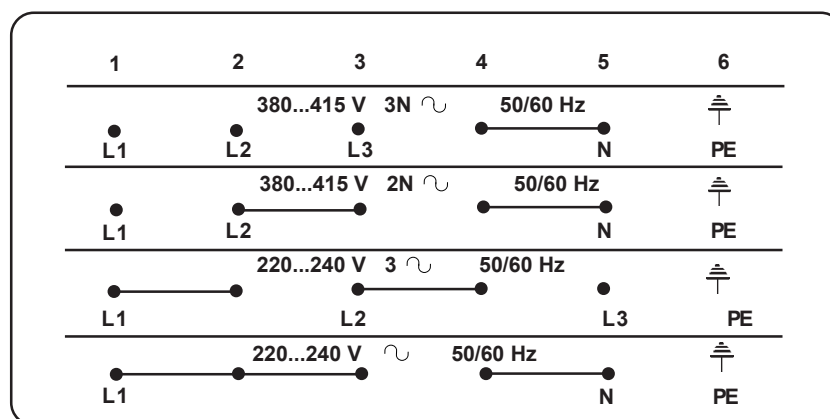 1 2 3 4 5 6
380...415 V 3N 50/60 Hz
L1 L2 L3 N PE
380...415 V 2N 50/60 Hz
L1 L2 N PE
220...240 V 3 50/60 Hz
L1 L2 L3 PE
220...240 V 50/60 Hz
L1 N PE